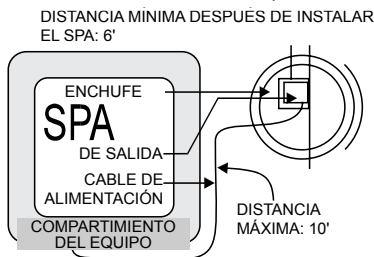 DISTANCIA MÍNIMA DESPUÉS DE INSTALAR
EL SPA: 6'
ENCHUFE
SPA
DE SALIDA
CABLE DE
ALIMENTACIÓN
DISTANCIA
MÁXIMA: 10'
COMPARTIMIENTO
DEL EQUIPO